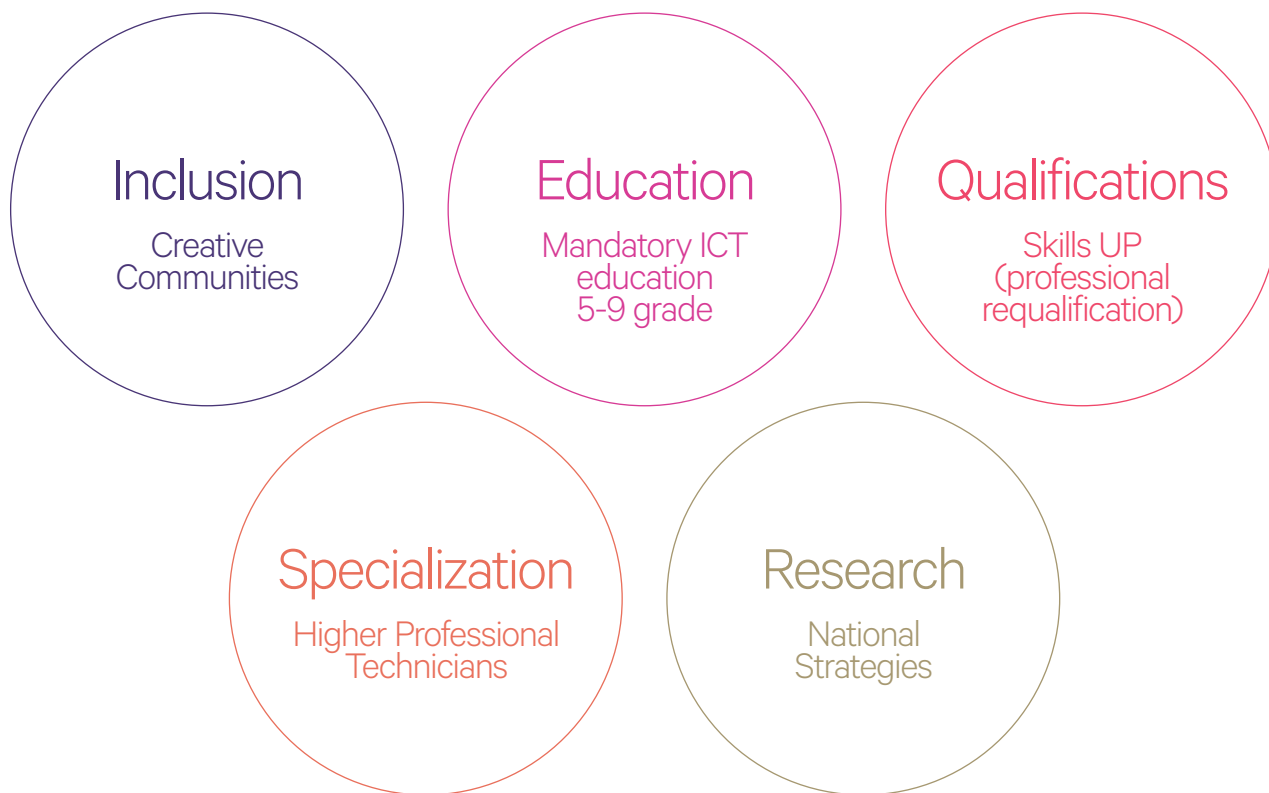 Inclusion
Creative
Communities
Education
Mandatory ICT
education
5-9 grade
Qualifications
Skills UP
(professional
requalification)
Specialization
Higher Professional
Technicians
Research
National
Strategies